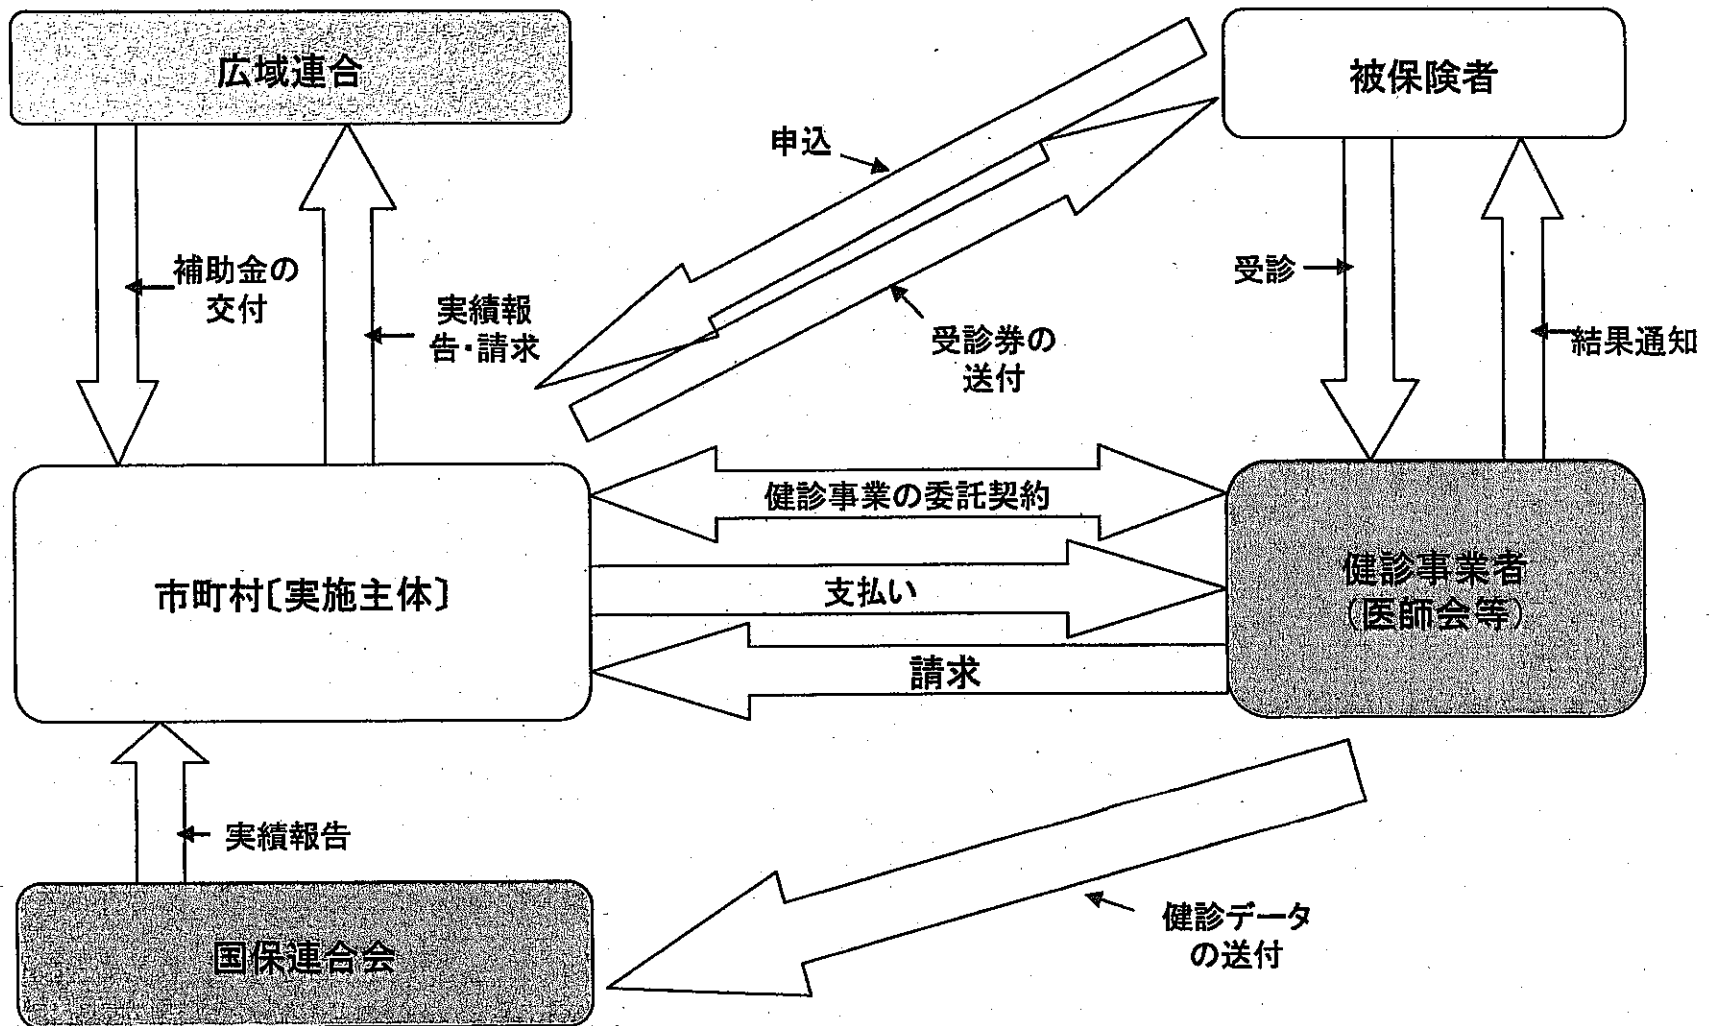 広域連合
被保険者
申込
補助金の
交付
実績報
告・請求
受診券の
送付
受診
結果通知
健診事業の委託契約
市町村〔実施主体〕
支払い
請求
健診事業者
(医師会等)
実績報告
国保連合会
健診データ
の送付